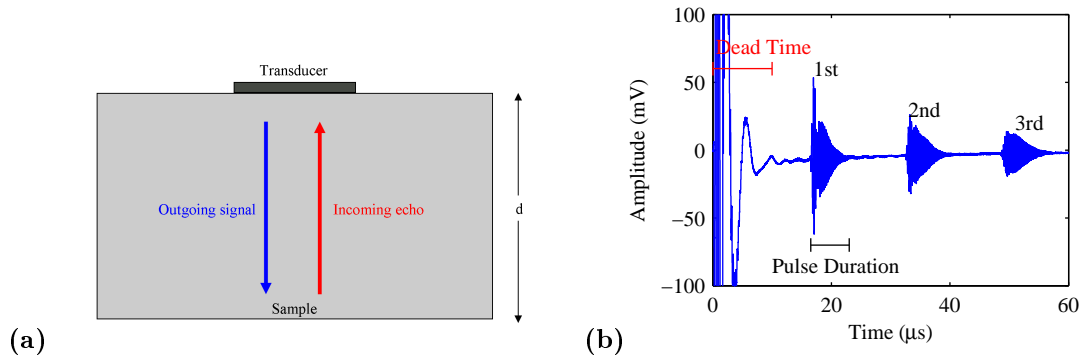 Transducer
Outgoing signal
Incoming echo
d
Sample
(a)
100
50
0
−50
−100
Amplitude (mV)
Dead Time
1st
2nd
3rd
Pulse Duration
0
20
40
60
Time (μs)
(b)